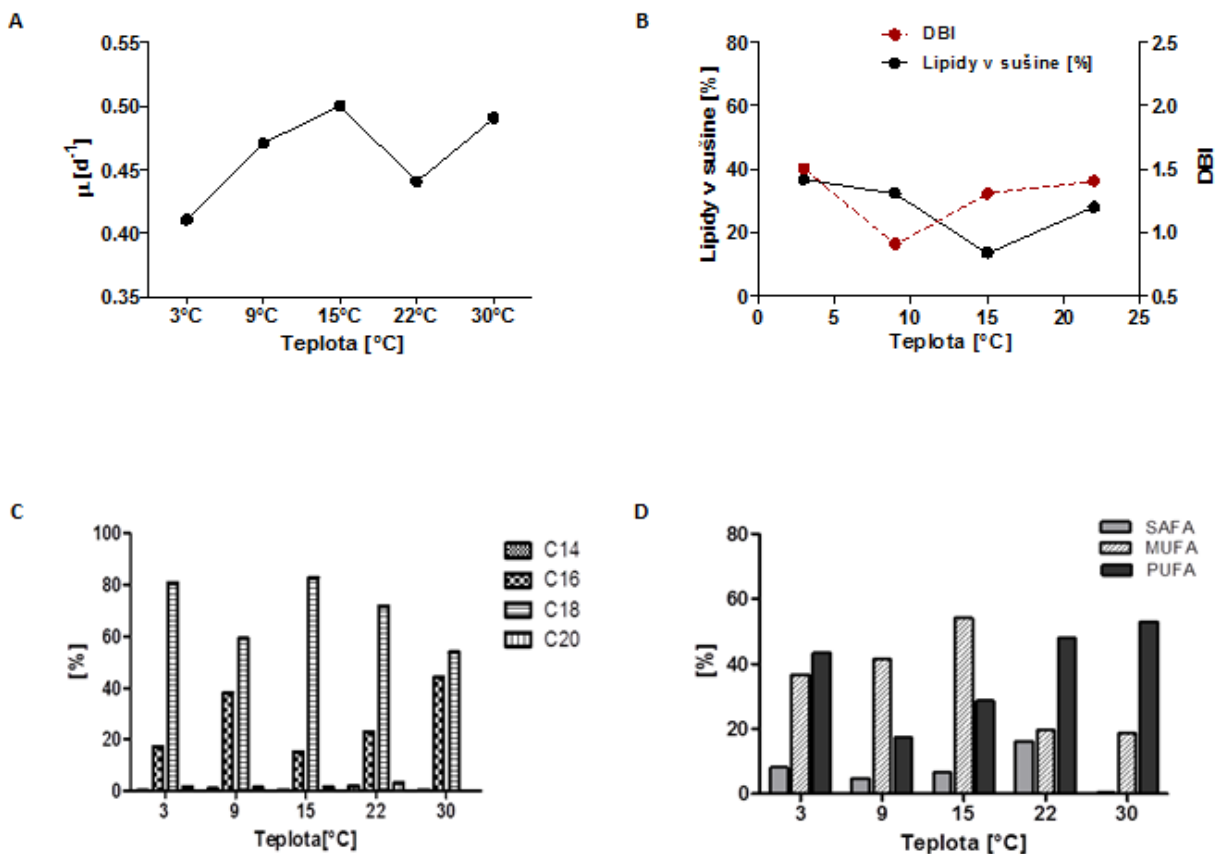 A
0.55
0.50
0.45
0.40
0.35
µ [d⁻¹]
3°C 9°C 15°C 22°C 30°C
Teplota [°C]
B
DBI
Lipidy v sušine [%]
80
60
40
20
0
Lipidy v sušine [%]
2.5
2.0
1.5
1.0
0.5
DBI
0 5 10 15 20 25
Teplota [°C]
C
100
80
60
40
20
0
[%]
C14
C16
C18
C20
3 9 15 22 30
Teplota[°C]
D
80
60
40
20
0
[%]
SAFA
MUFA
PUFA
3 9 15 22 30
Teplota [°C]